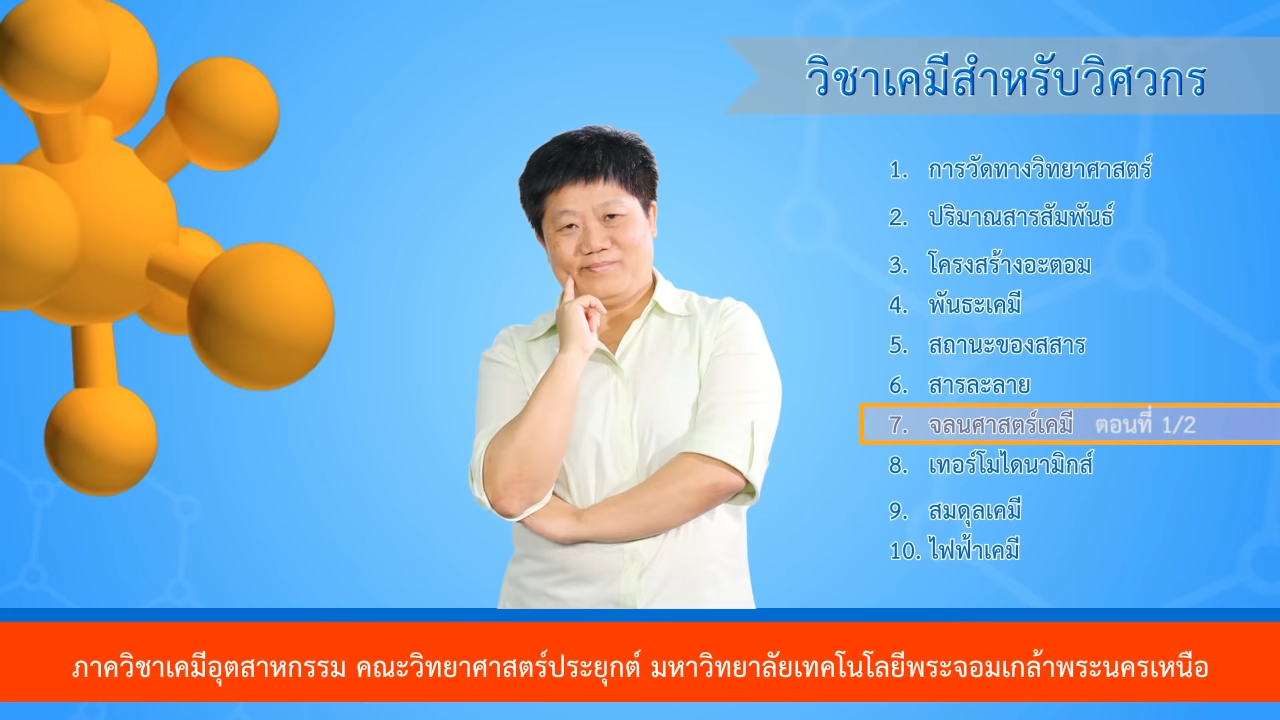 วิชาเคมีสำหรับวิศวกร
1. การวัดทางวิทยาศาสตร์
2. ปริมาณสารสัมพันธ์
3. โครงสร้างอะตอม
4. พันธะเคมี
5. สถานะของสสาร
6. สารละลาย
7. จลนศาสตร์เคมี ตอนที่ 1/2
8. เทอร์โมไดนามิกส์
9. สมดุลเคมี
10. ไฟฟ้าเคมี
ภาควิชาเคมีอุตสาหกรรม คณะวิทยาศาสตร์ประยุกต์ มหาวิทยาลัยเทคโนโลยีพระจอมเกล้าพระนครเหนือ